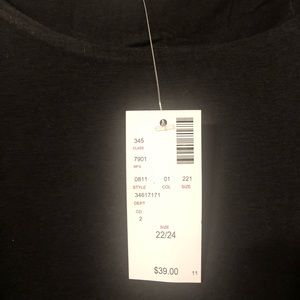 345
CLASS
7901
MFG
0811 01 221
STYLE COL SIZE
34617171
DEPT
CD
2 SIZE
22/24
$39.00 11